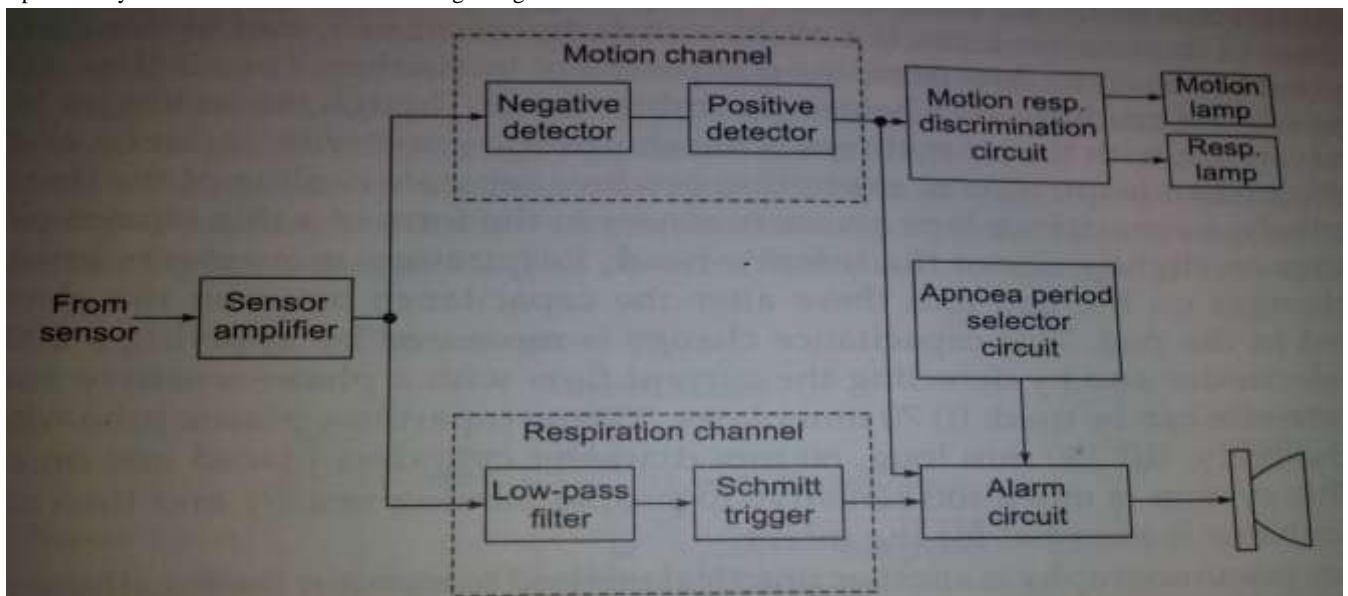 Motion channel
Negative
detector
Positive
detector
Motion resp.
discrimination
circuit
Motion
lamp
Resp.
lamp
From
sensor
Sensor
amplifier
Apnoea period
selector
circuit
Respiration channel
Low-pass
filter
Schmitt
trigger
Alarm
circuit